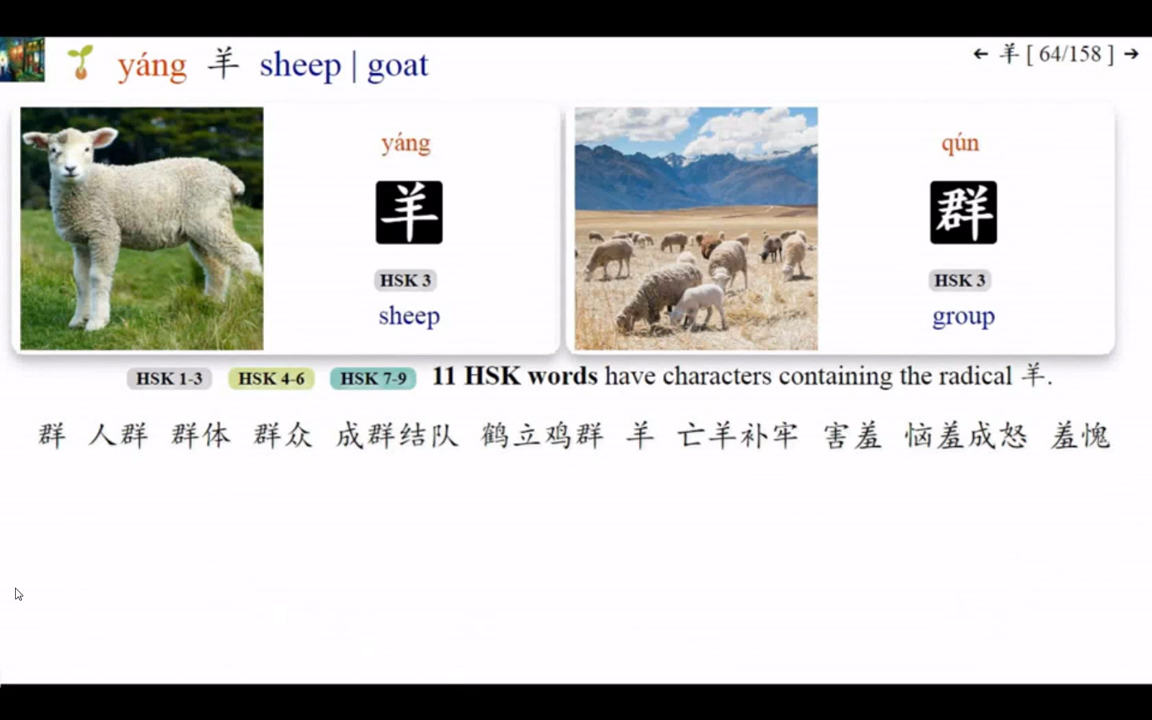 yáng 羊 sheep | goat
← 羊 [ 64/158 ] →
yáng
羊
HSK 3
sheep
qún
群
HSK 3
group
HSK 1-3 HSK 4-6 HSK 7-9 11 HSK words have characters containing the radical 羊.
群 人群 群体 群众 成群结队 鹤立鸡群 羊 亡羊补牢 害羞 恼羞成怒 羞愧